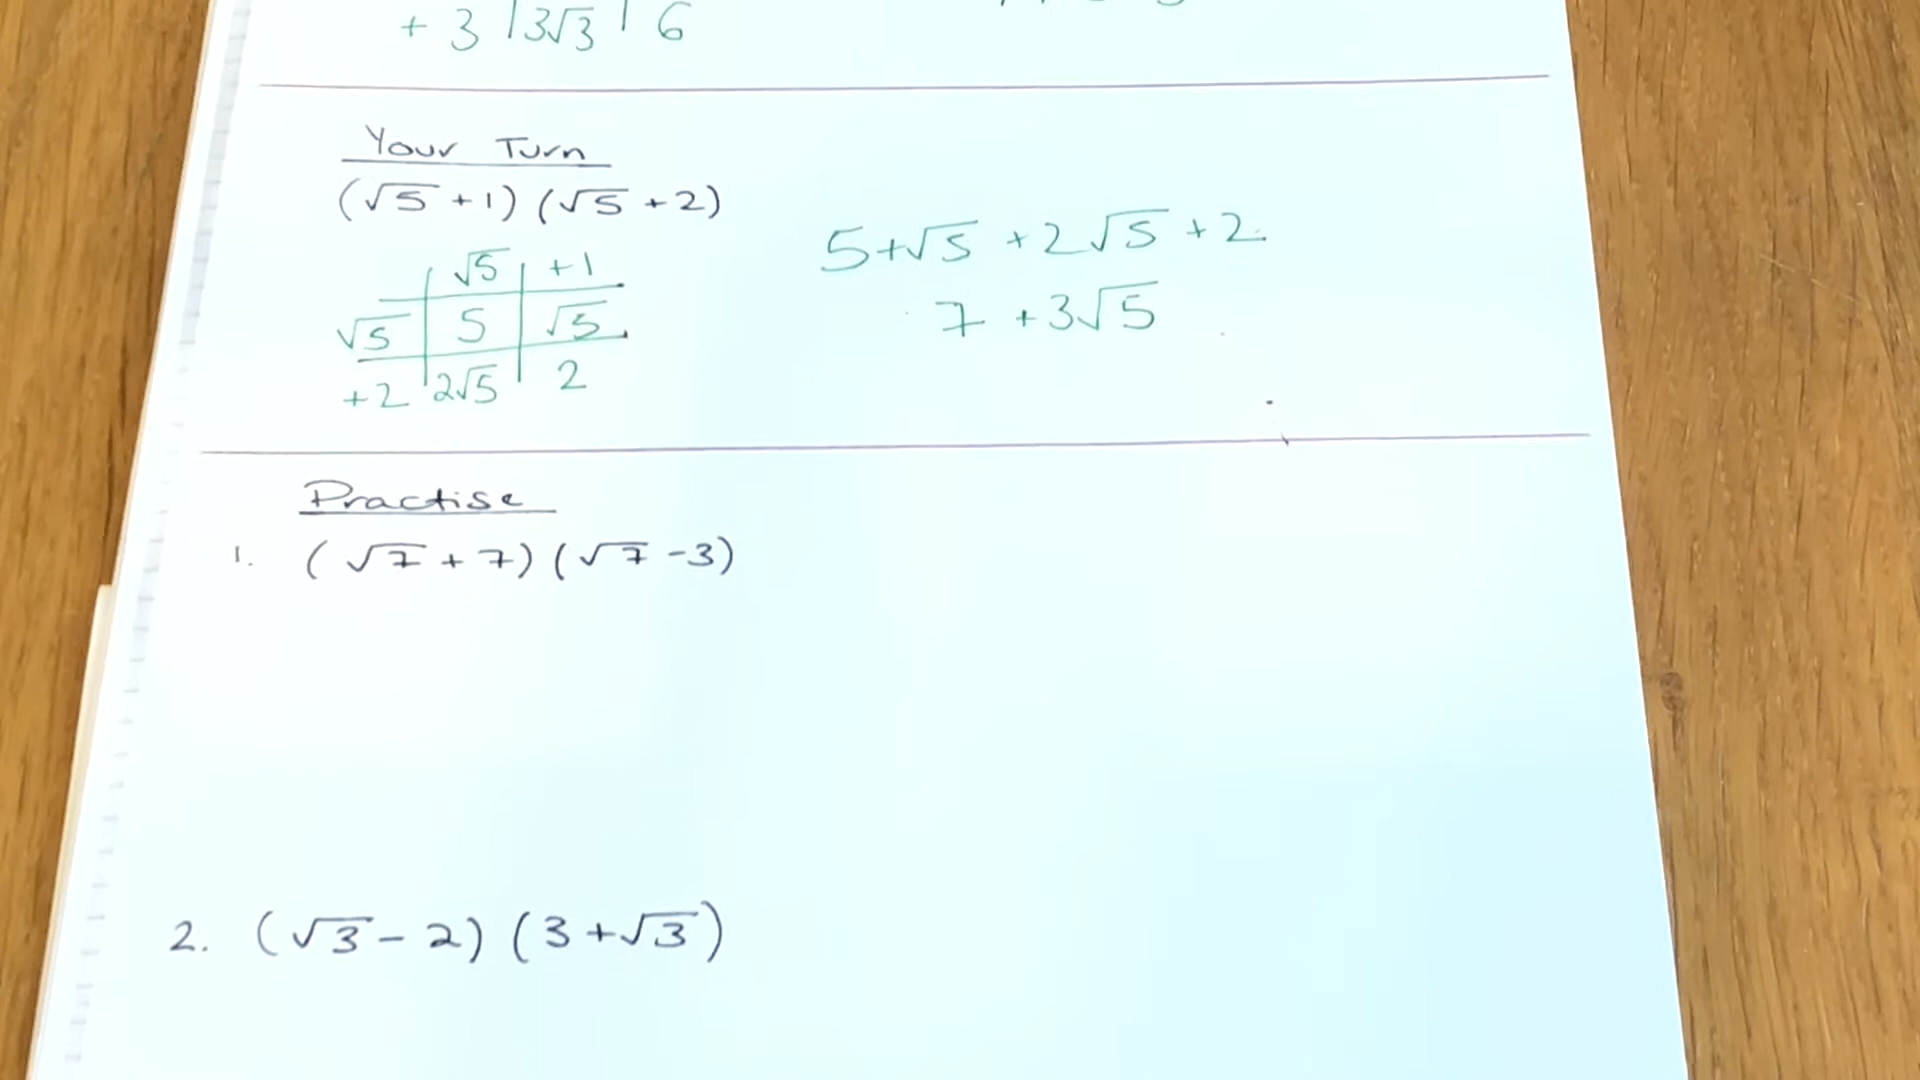 + 3 | 3√3 | 6
Your Turn
(√5 + 1) (√5 + 2)
√5 | +1
√5 | 5 | √5
+2 | 2√5 | 2
5 + √5 + 2√5 + 2
7 + 3√5
Practise
1. (√7 + 7) (√7 - 3)
2. (√3 - 2) (3 + √3)